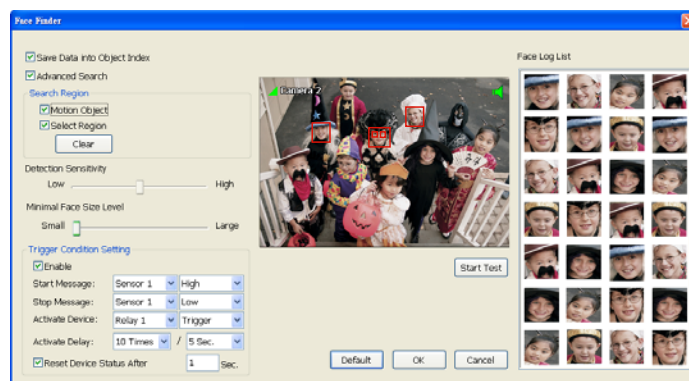 Face Finder
Save Data into Object Index
Advanced Search
Search Region
Motion Object
Select Region
Clear
Detection Sensitivity
Low High
Minimal Face Size Level
Small Large
Trigger Condition Setting
Enable
Start Message: Sensor 1 High
Stop Message: Sensor 1 Low
Activate Device: Relay 1 Trigger
Activate Delay: 10 Times / 5 Sec.
Reset Device Status After 1 Sec.
Camera 2
Start Test
Default OK Cancel
Face Log List